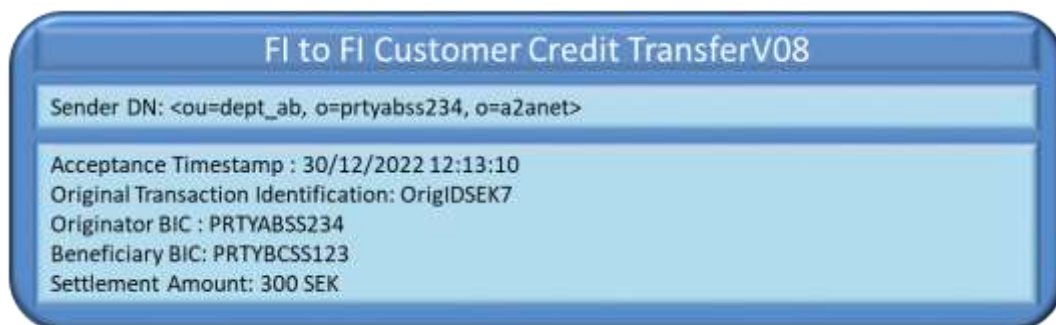 FI to FI Customer Credit TransferV08
Sender DN: <ou=dept_ab, o=prtyabss234, o=a2anet>
Acceptance Timestamp : 30/12/2022 12:13:10
Original Transaction Identification: OrigIDSEK7
Originator BIC : PRTYABSS234
Beneficiary BIC: PRTYBCSS123
Settlement Amount: 300 SEK